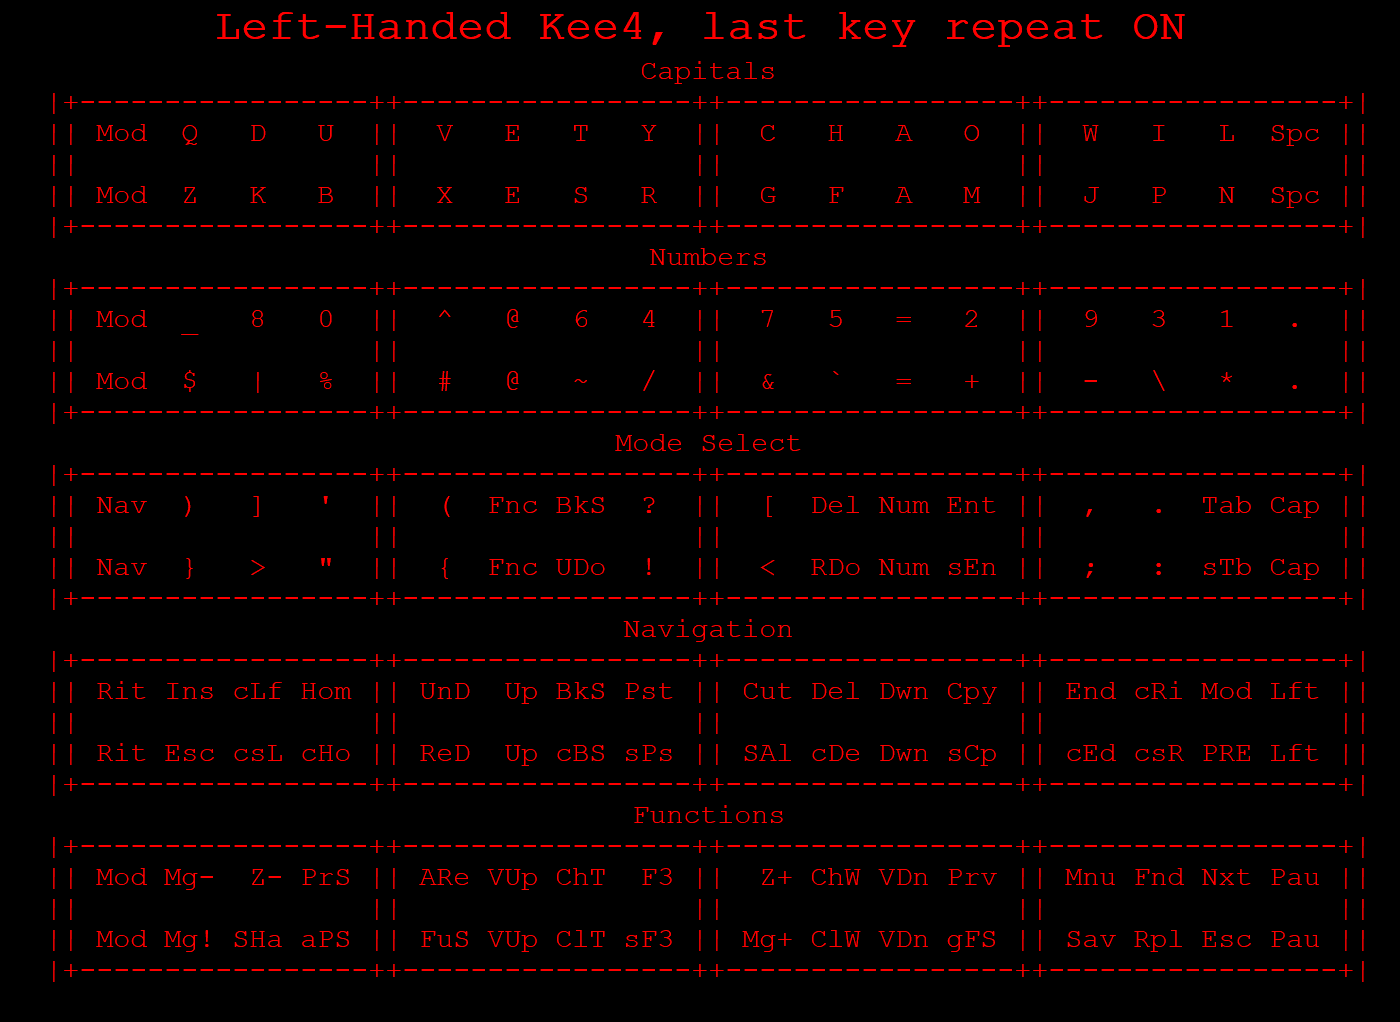 Left-Handed Kee4, last key repeat ON
Capitals
|+-----------------++-----------------++-----------------++-----------------+|
|| Mod  Q   D   U  ||  V   E   T   Y  ||  C   H   A   O  ||  W   I   L  Spc ||
||                 ||                 ||                 ||                 ||
|| Mod  Z   K   B  ||  X   E   S   R  ||  G   F   A   M  ||  J   P   N  Spc ||
|+-----------------++-----------------++-----------------++-----------------+|
Numbers
|+-----------------++-----------------++-----------------++-----------------+|
|| Mod  _   8   0  ||  ^   @   6   4  ||  7   5   =   2  ||  9   3   1   .  ||
||                 ||                 ||                 ||                 ||
|| Mod  $   |   %  ||  #   @   ~   /  ||  &   `   =   +  ||  -   \   *   .  ||
|+-----------------++-----------------++-----------------++-----------------+|
Mode Select
|+-----------------++-----------------++-----------------++-----------------+|
|| Nav  )   ]   '  ||  (  Fnc BkS  ?  ||  [  Del Num Ent ||  ,   .  Tab Cap ||
||                 ||                 ||                 ||                 ||
|| Nav  }   >   "  ||  {  Fnc UDo  !  ||  <  RDo Num sEn ||  ;   :  sTb Cap ||
|+-----------------++-----------------++-----------------++-----------------+|
Navigation
|+-----------------++-----------------++-----------------++-----------------+|
|| Rit Ins cLf Hom || UnD  Up BkS Pst || Cut Del Dwn Cpy || End cRi Mod Lft ||
||                 ||                 ||                 ||                 ||
|| Rit Esc csL cHo || ReD  Up cBS sPs || SAl cDe Dwn sCp || cEd csR PRE Lft ||
|+-----------------++-----------------++-----------------++-----------------+|
Functions
|+-----------------++-----------------++-----------------++-----------------+|
|| Mod Mg-  Z- PrS || ARe VUp ChT  F3 ||  Z+ ChW VDn Prv || Mnu Fnd Nxt Pau ||
||                 ||                 ||                 ||                 ||
|| Mod Mg! SHa aPS || FuS VUp ClT sF3 || Mg+ ClW VDn gFS || Sav Rpl Esc Pau ||
|+-----------------++-----------------++-----------------++-----------------+|